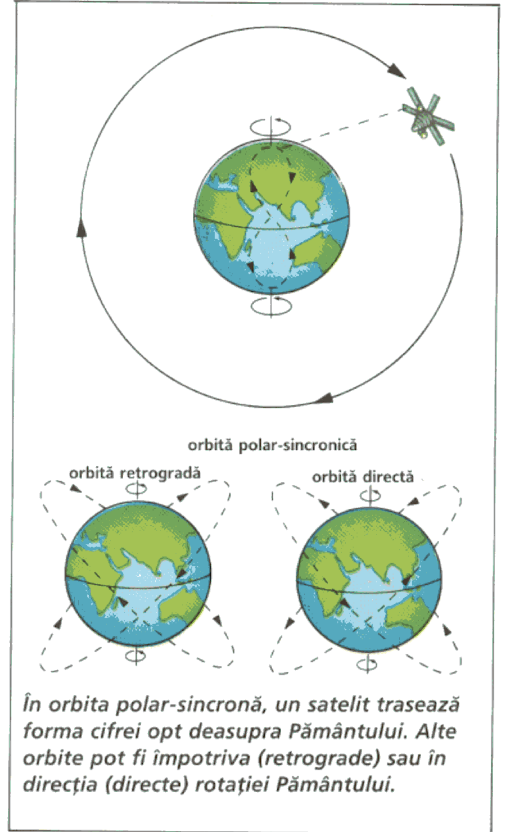 orbită polar-sincronică
orbită retrogradă
orbită directă
În orbita polar-sincronă, un satelit trasează
forma cifrei opt deasupra Pământului. Alte
orbite pot fi împotriva (retrograde) sau în
direcția (directe) rotației Pământului.